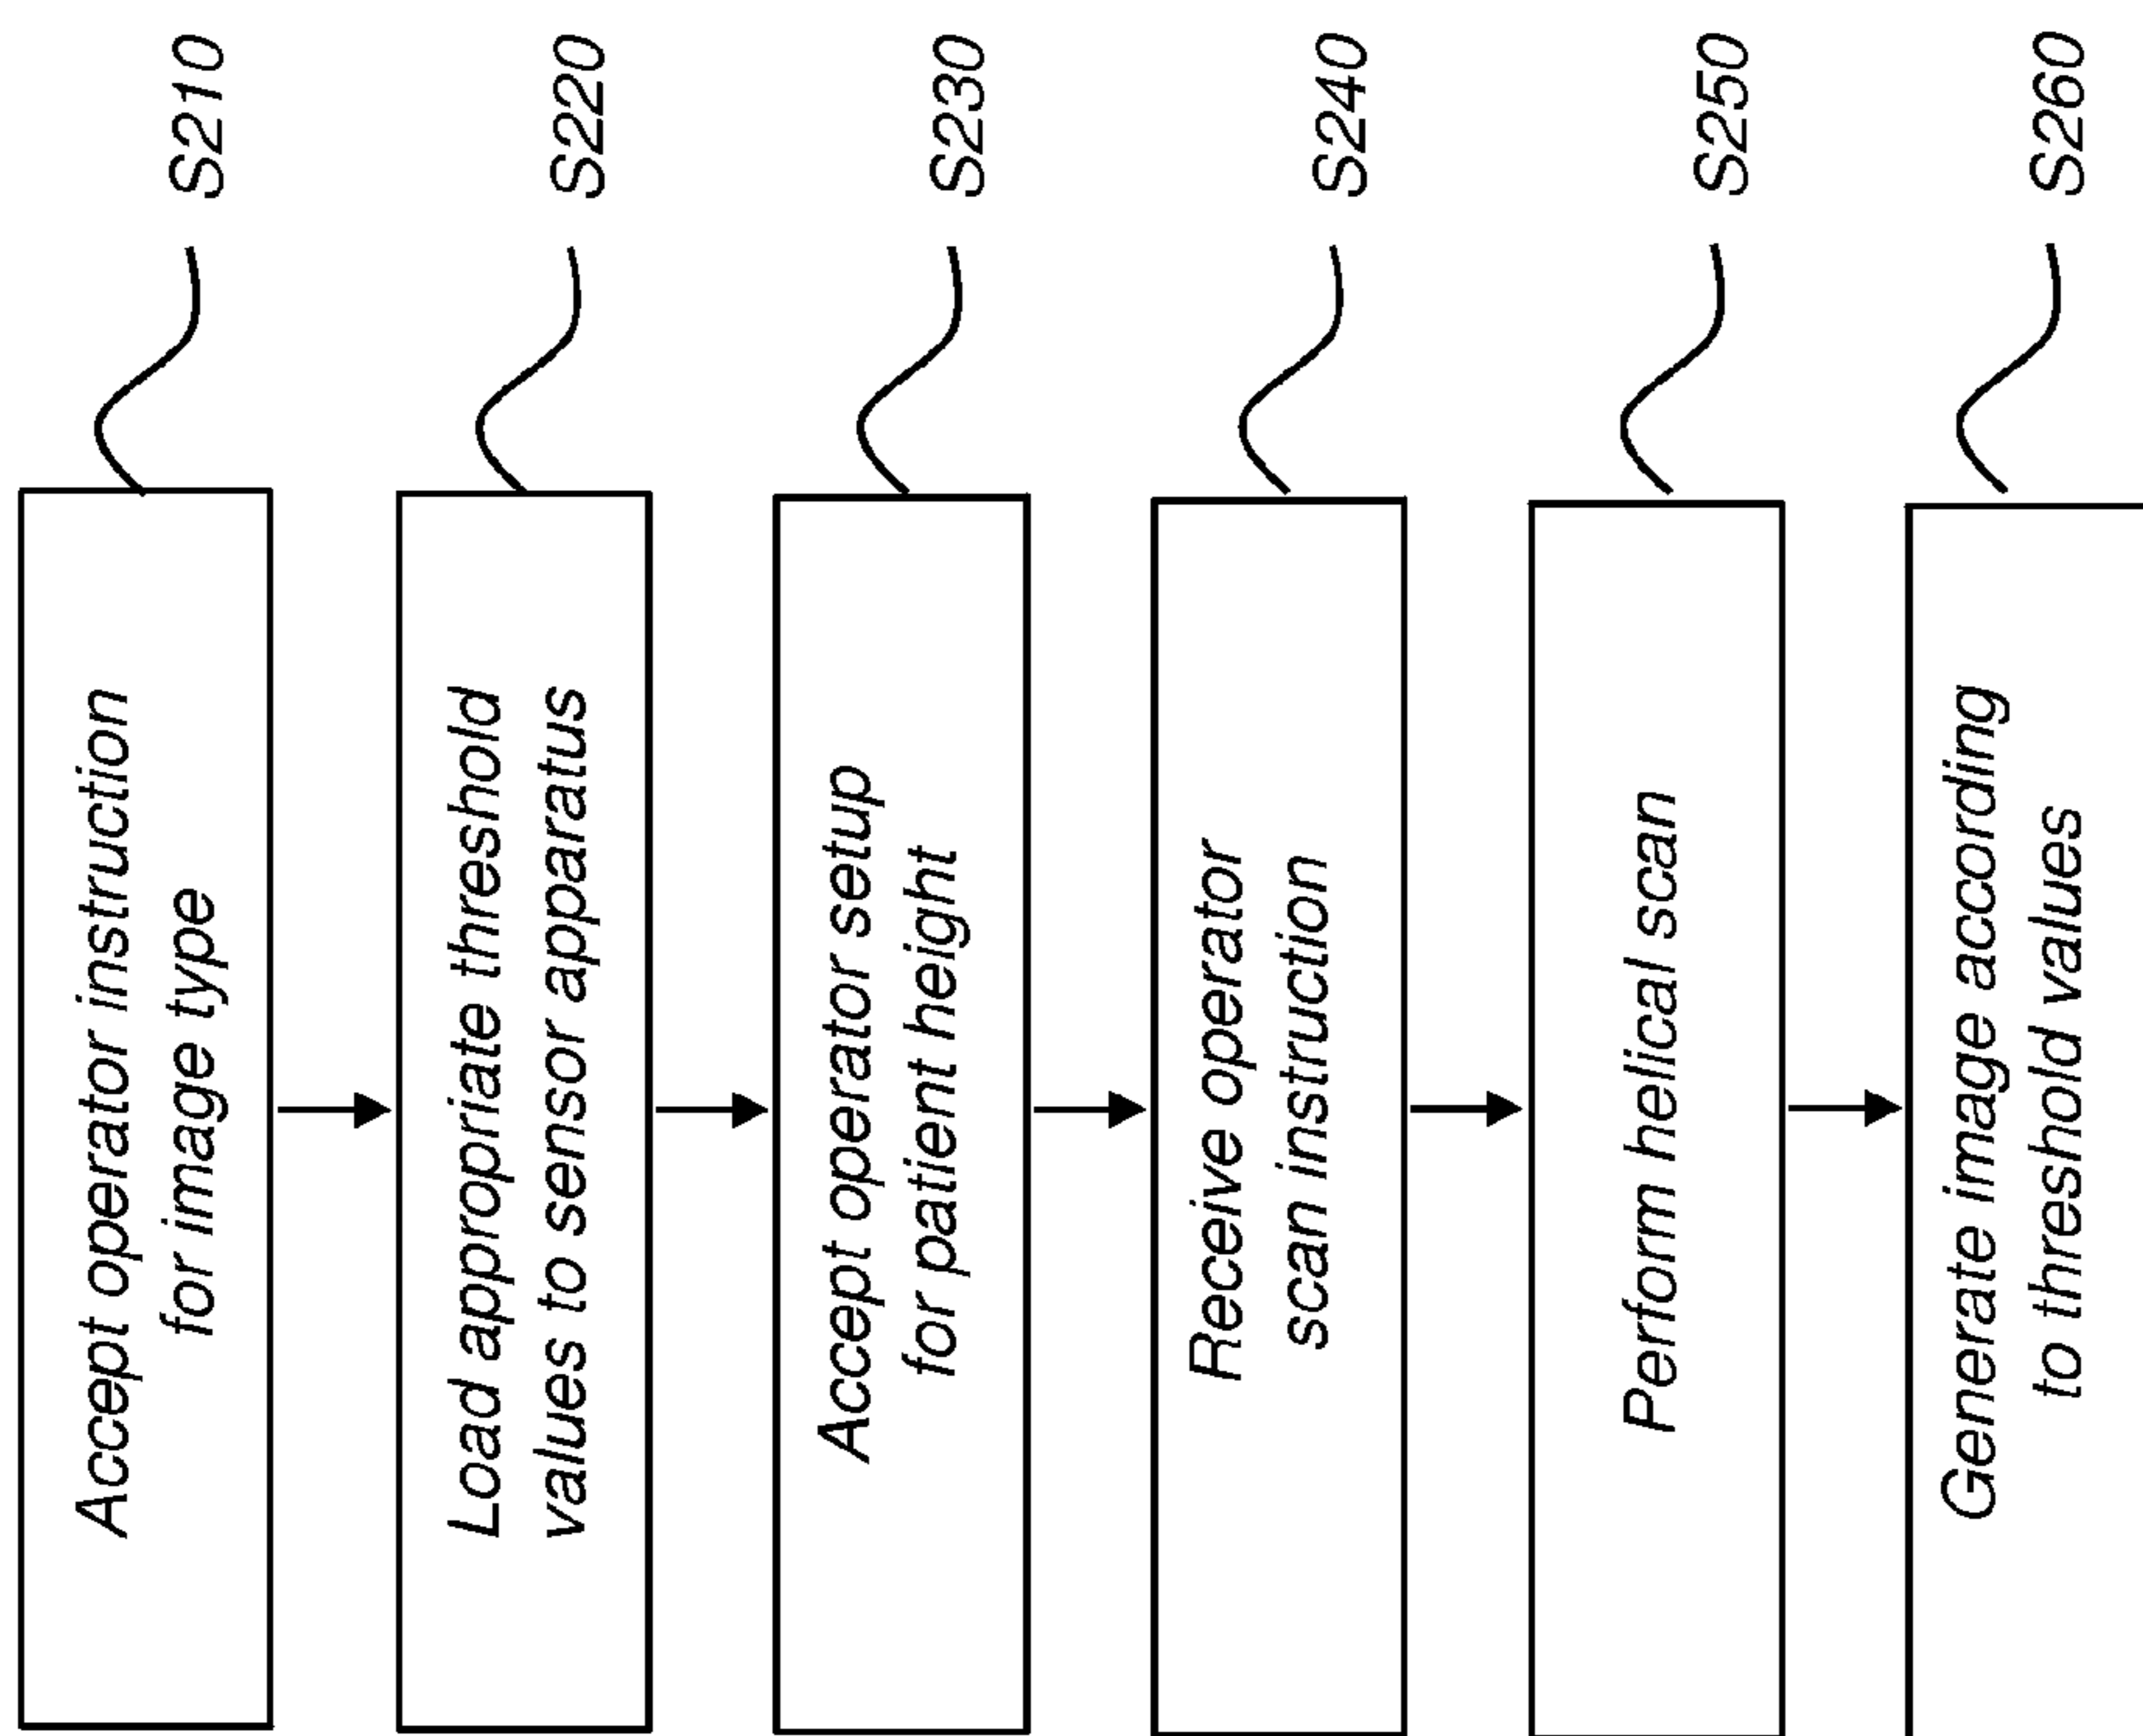 Accept operator instruction
for image type
S210
Load appropriate threshold
values to sensor apparatus
S220
Accept operator setup
for patient height
S230
Receive operator
scan instruction
S240
Perform helical scan
S250
Generate image according
to threshold values
S260